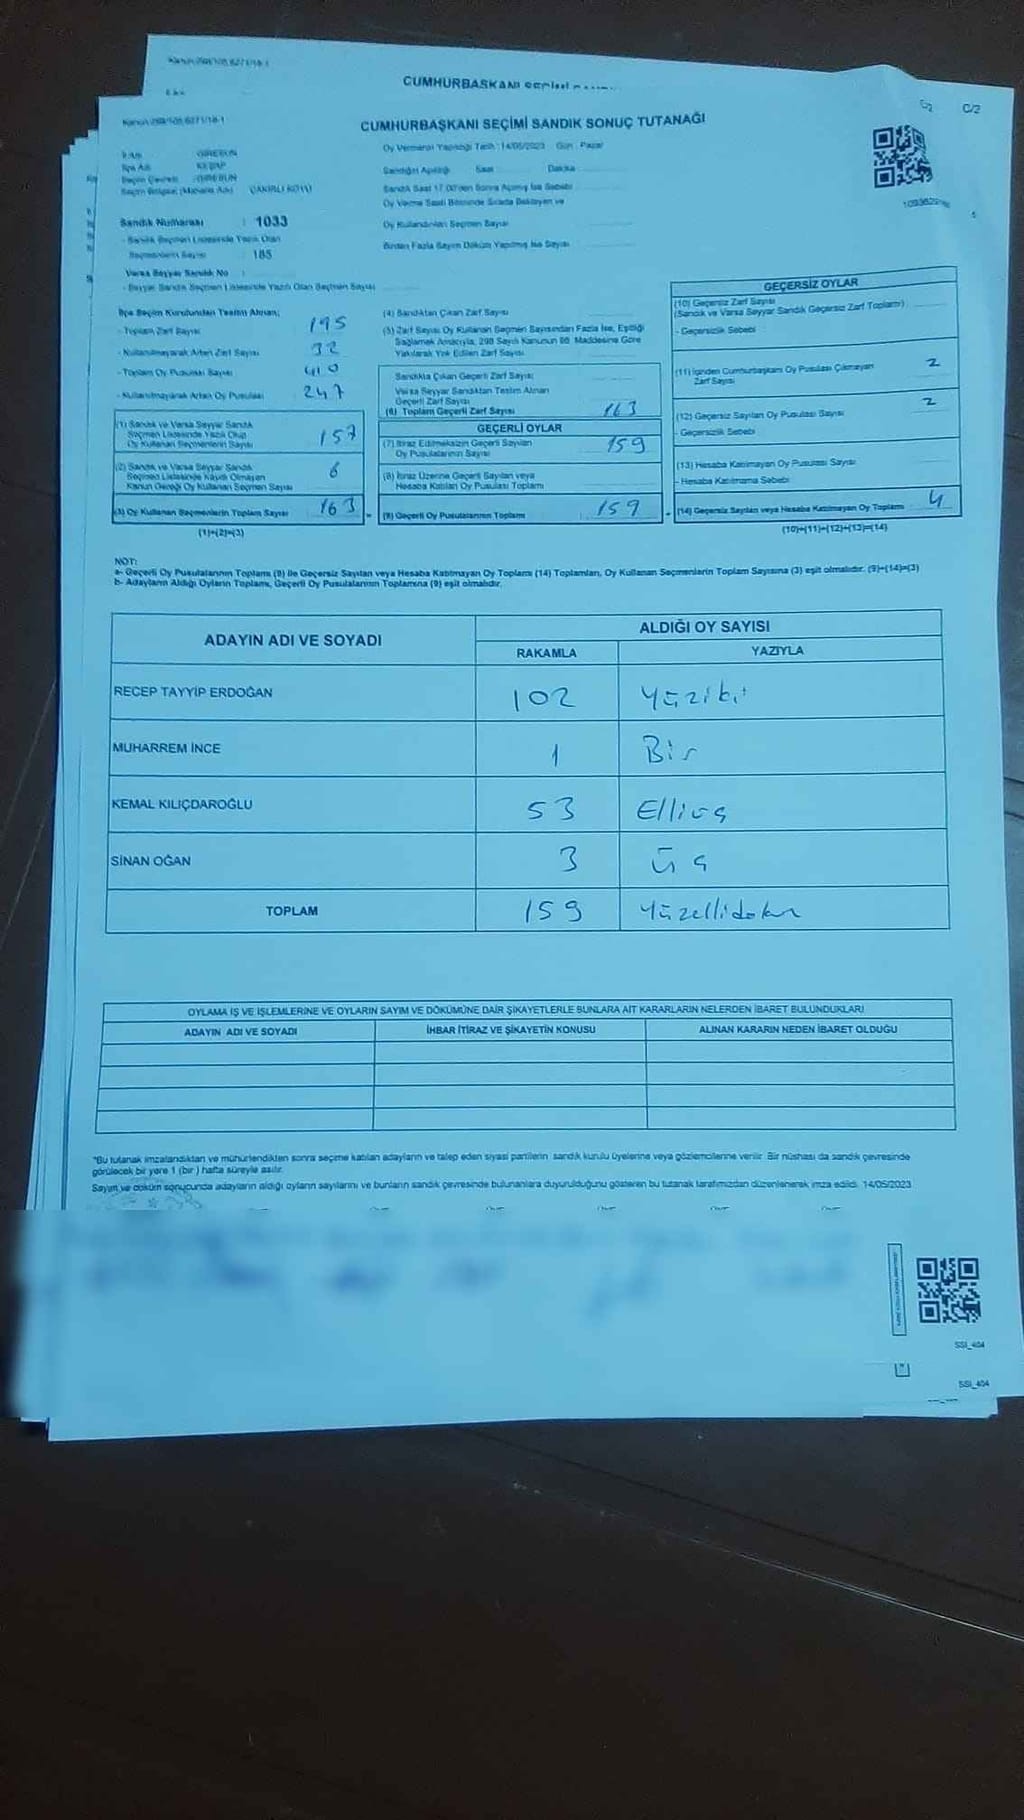 CUMHURBAŞKANI SEÇİMİ
C/2
CUMHURBAŞKANI SEÇİMİ SANDIK SONUÇ TUTANAĞI
İl Adı : GİRESUN
İlçe Adı : KEŞAP
Seçim Çevresi : GİRESUN
Oy Vermenin Yapıldığı Tarih : 14/05/2023 Gün : Pazar
Sandığın Açıldığı Saat Dakika
Sandık Saat 17.00'den Sonra Açılmış İse Sebebi
Oy Verme Saati Bitiminde Sırada Bekleyen ve
Oy Kullandırılan Seçmen Sayısı
Birden Fazla Sayım Döküm Yapılmış İse Sayısı
Sandık Numarası : 1033
- Sandık Seçmen Listesinde Yazılı Olan
Seçmenlerin Sayısı : 185
Varsa Seyyar Sandık No :
- Seyyar Sandık Seçmen Listesinde Yazılı Olan Seçmen Sayısı
İlçe Seçim Kurulundan Teslim Alınan;
- Toplam Zarf Sayısı 195
- Kullanılmayarak Artan Zarf Sayısı 32
- Toplam Oy Pusulası Sayısı 410
- Kullanılmayarak Artan Oy Pusulası 247
(1) Sandık ve Varsa Seyyar Sandık
Seçmen Listesinde Yazılı Olup
Oy Kullanan Seçmenlerin Sayısı 157
(2) Sandık ve Varsa Seyyar Sandık
Seçmen Listesinde Kaydı Olmayan
Kanun Gereği Oy Kullanan Seçmen Sayısı 6
(3) Oy Kullanan Seçmenlerin Toplam Sayısı 163
(1)+(2)=(3)
(4) Sandıktan Çıkan Zarf Sayısı
(5) Zarf Sayısı Oy Kullanan Seçmen Sayısından Fazla İse, Eşitliği
Sağlamak Amacıyla, 298 Sayılı Kanunun 98. Maddesine Göre
Yakılarak Yok Edilen Zarf Sayısı
Sandıkta Çıkan Geçerli Zarf Sayısı
Varsa Seyyar Sandıktan Teslim Alınan
Geçerli Zarf Sayısı
(6) Toplam Geçerli Zarf Sayısı 163
GEÇERLİ OYLAR
(7) İtiraz Edilmeksizin Geçerli Sayılan
Oy Pusulalarının Sayısı 159
(8) İtiraz Üzerine Geçerli Sayılan veya
Hesaba Katılan Oy Pusulası Toplamı
(9) Geçerli Oy Pusulalarının Toplamı 159
GEÇERSİZ OYLAR
(10) Geçersiz Zarf Sayısı
(Sandık ve Varsa Seyyar Sandık Geçersiz Zarf Toplamı)
- Geçersizlik Sebebi
(11) İçinden Cumhurbaşkanı Oy Pusulası Çıkmayan
Zarf Sayısı 2
(12) Geçersiz Sayılan Oy Pusulası Sayısı 2
- Geçersizlik Sebebi
(13) Hesaba Katılmayan Oy Pusulası Sayısı
- Hesaba Katılmama Sebebi
(14) Geçersiz Sayılan veya Hesaba Katılmayan Oy Toplamı 4
(10)+(11)+(12)+(13)=(14)
NOT:
a- Geçerli Oy Pusulalarının Toplamı (9) ile Geçersiz Sayılan veya Hesaba Katılmayan Oy Toplamı (14) Toplamları, Oy Kullanan Seçmenlerin Toplam Sayısına (3) eşit olmalıdır. (9)+(14)=(3)
b- Adayların Aldığı Oyların Toplamı, Geçerli Oy Pusulalarının Toplamına (9) eşit olmalıdır.
ADAYIN ADI VE SOYADI ALDIĞI OY SAYISI
RAKAMLA YAZIYLA
RECEP TAYYİP ERDOĞAN 102 Yüziki
MUHARREM İNCE 1 Bir
KEMAL KILIÇDAROĞLU 53 Elliüç
SİNAN OĞAN 3 üç
TOPLAM 159 Yüzellidokuz
OYLAMA İŞ VE İŞLEMLERİNE VE OYLARIN SAYIM VE DÖKÜMÜNE DAİR ŞİKAYETLERLE BUNLARA AİT KARARLARIN NELERDEN İBARET BULUNDUKLARI
ADAYIN ADI VE SOYADI İHBAR İTİRAZ VE ŞİKAYETİN KONUSU ALINAN KARARIN NEDEN İBARET OLDUĞU
*Bu tutanak imzalandıktan ve mühürlendikten sonra seçime katılan adayların ve talep eden siyasi partilerin sandık kurulu üyelerine veya gözlemcilerine verilir. Bir nüshası da sandık çevresinde
görülecek bir yere 1 (bir) hafta süreyle asılır.
Sayım ve döküm sonucunda adayların aldığı oyların sayılarını ve bunların sandık çevresinde bulunanlara duyurulduğunu gösteren bu tutanak tarafımızdan düzenlenerek imza edildi. 14/05/2023
SSI_404
SSI_404